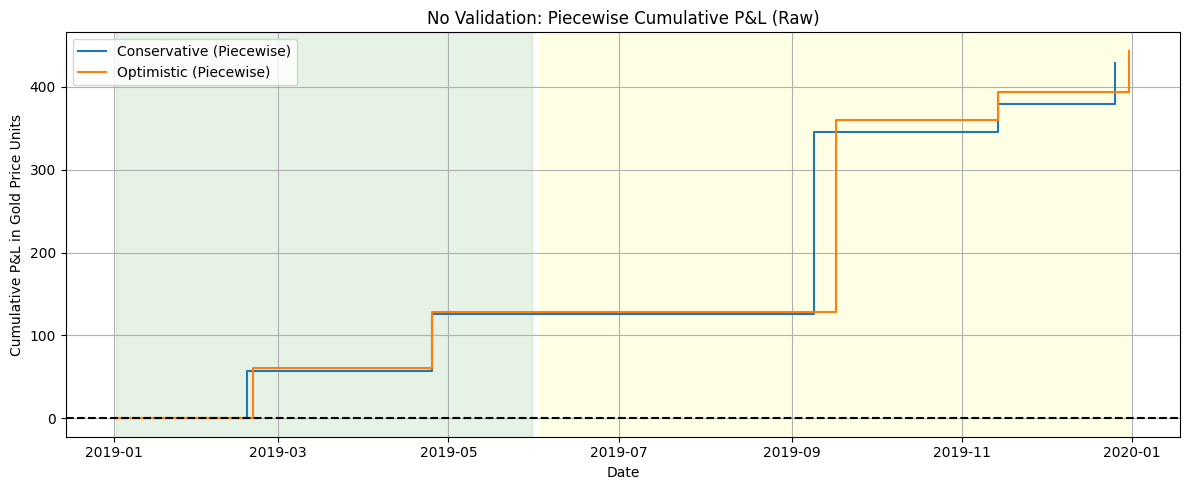 No Validation: Piecewise Cumulative P&L (Raw)
Conservative (Piecewise)
Optimistic (Piecewise)
Cumulative P&L in Gold Price Units
400
300
200
100
0
2019-01 2019-03 2019-05 2019-07 2019-09 2019-11 2020-01
Date